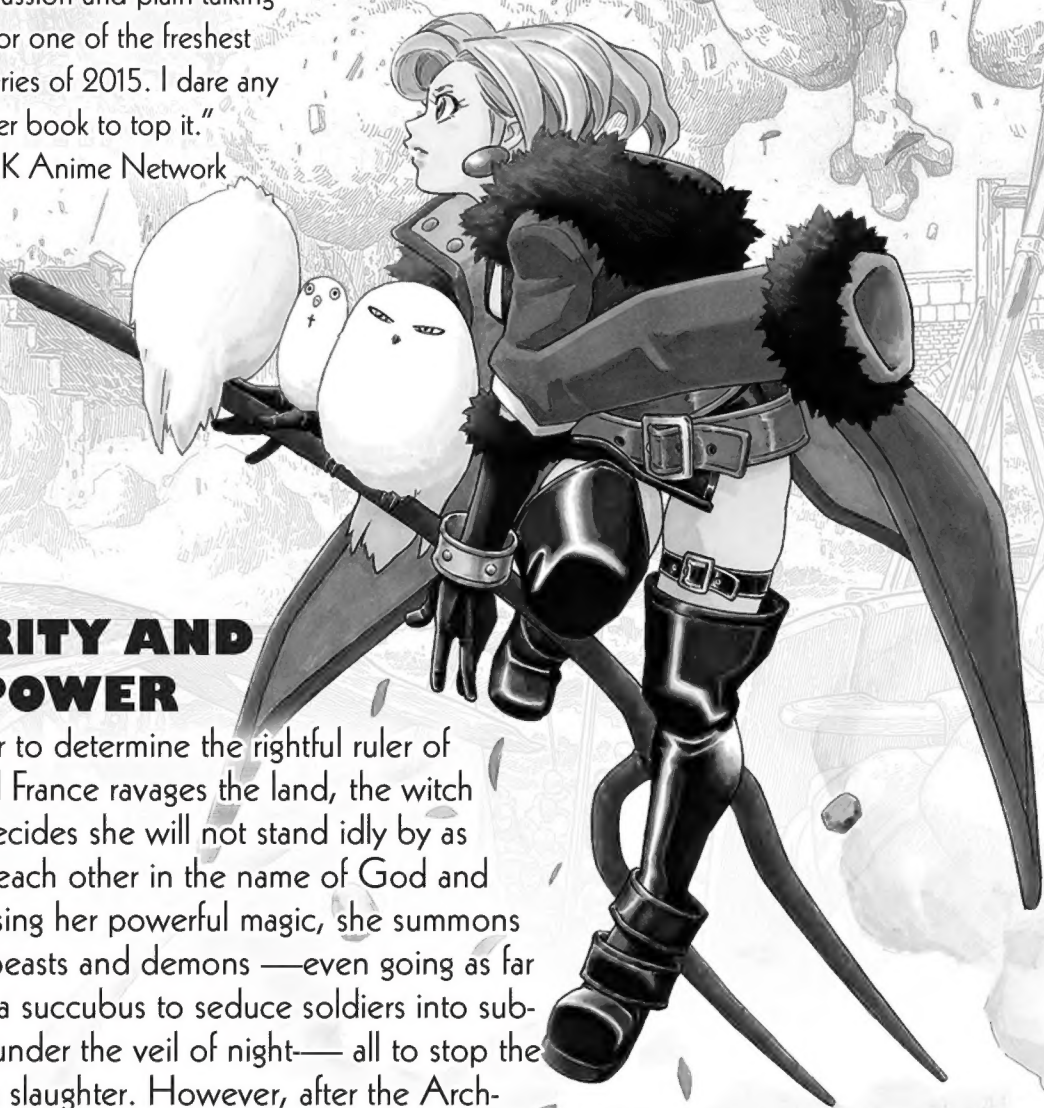 and plain talking
or one of the freshest
ries of 2015. I dare any
er book to top it."
K Anime Network
RITY AND
POWER
r to determine the rightful ruler of
France ravages the land, the witch
ecides she will not stand idly by as
each other in the name of God and
sing her powerful magic, she summons
beasts and demons —even going as far
a succubus to seduce soldiers into sub-
under the veil of night-— all to stop the
slaughter. However, after the Arch-